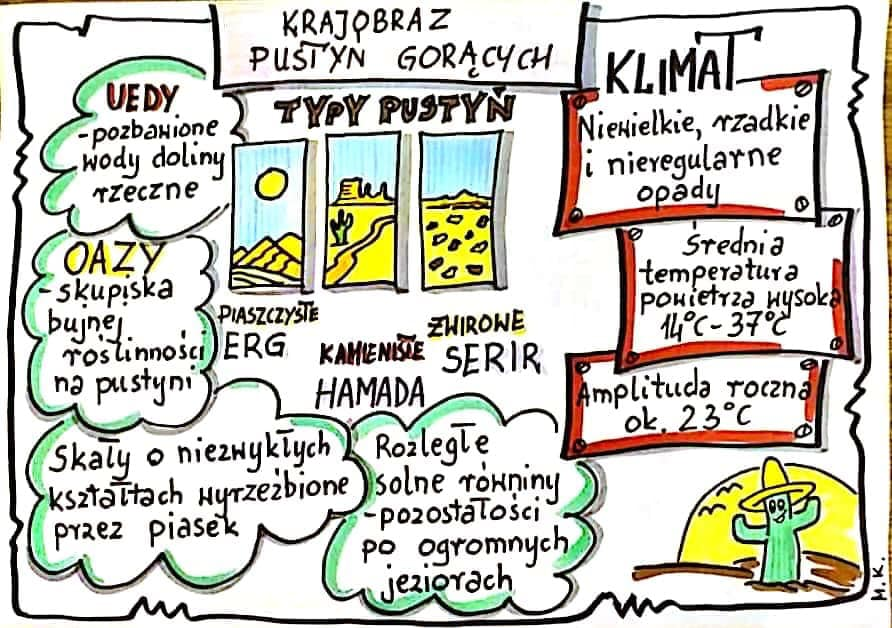 KRAJOBRAZ
PUSTYN GORĄCYCH
UEDY
-pozbawione
wody doliny
rzeczne
OAZY
-skupiska
bujnej
roślinności
na pustyni
TYPY PUSTYŃ
PIASZCZYSTE
ERG
KAMIENISTE
HAMADA
ŻWIROWE
SERIR
KLIMAT
Niewielkie, rzadkie
i nieregularne
opady
Średnia
temperatura
powietrza wysoka
14°C-37°C
Amplituda roczna
ok. 23°C
Skały o niezwykłych
kształtach wyrzeźbione
przez piasek
Rozległe
solne równiny
-pozostałości
po ogromnych
jeziorach
M.K.